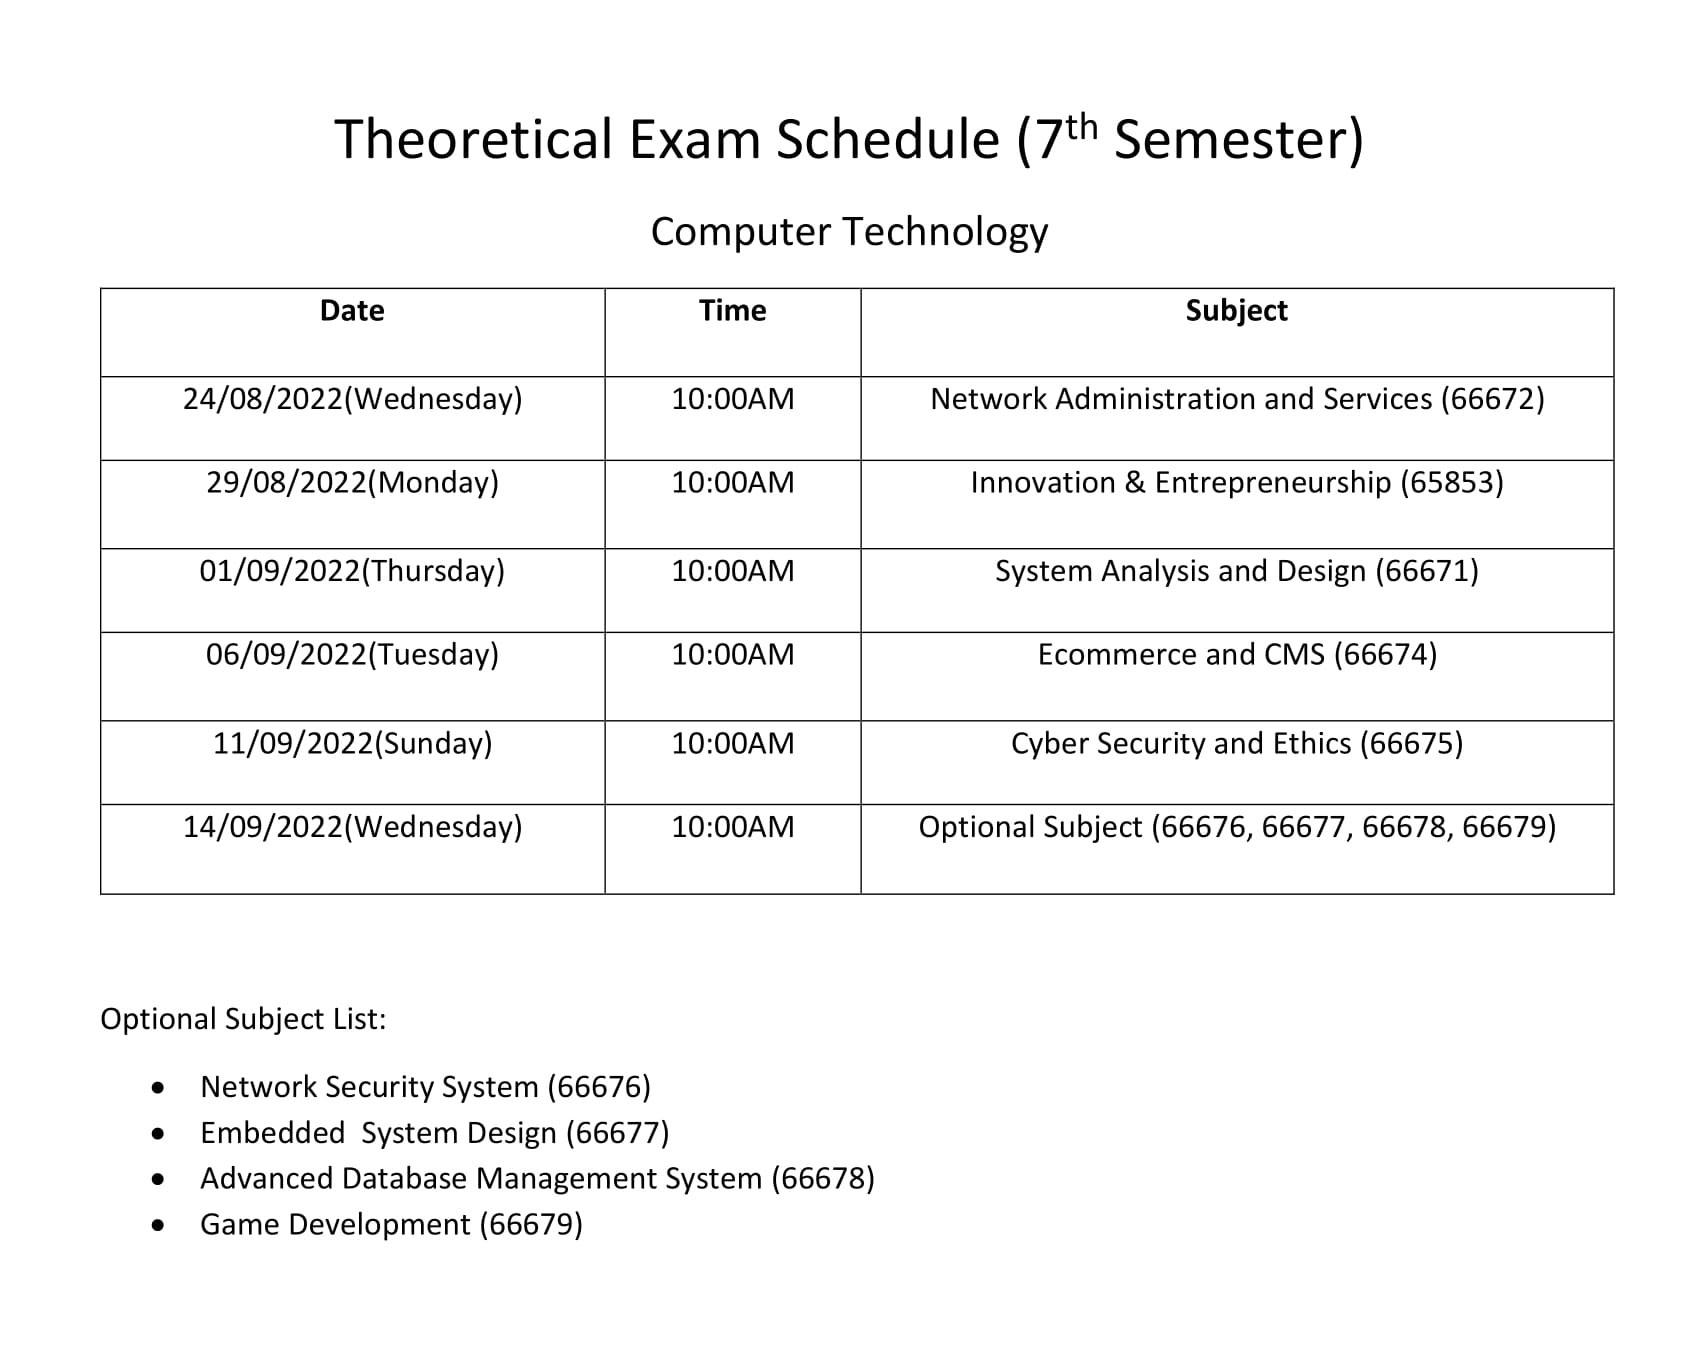 Theoretical Exam Schedule (7th Semester)
Computer Technology
Date Time Subject
24/08/2022(Wednesday) 10:00AM Network Administration and Services (66672)
29/08/2022(Monday) 10:00AM Innovation & Entrepreneurship (65853)
01/09/2022(Thursday) 10:00AM System Analysis and Design (66671)
06/09/2022(Tuesday) 10:00AM Ecommerce and CMS (66674)
11/09/2022(Sunday) 10:00AM Cyber Security and Ethics (66675)
14/09/2022(Wednesday) 10:00AM Optional Subject (66676, 66677, 66678, 66679)
Optional Subject List:
• Network Security System (66676)
• Embedded  System Design (66677)
• Advanced Database Management System (66678)
• Game Development (66679)